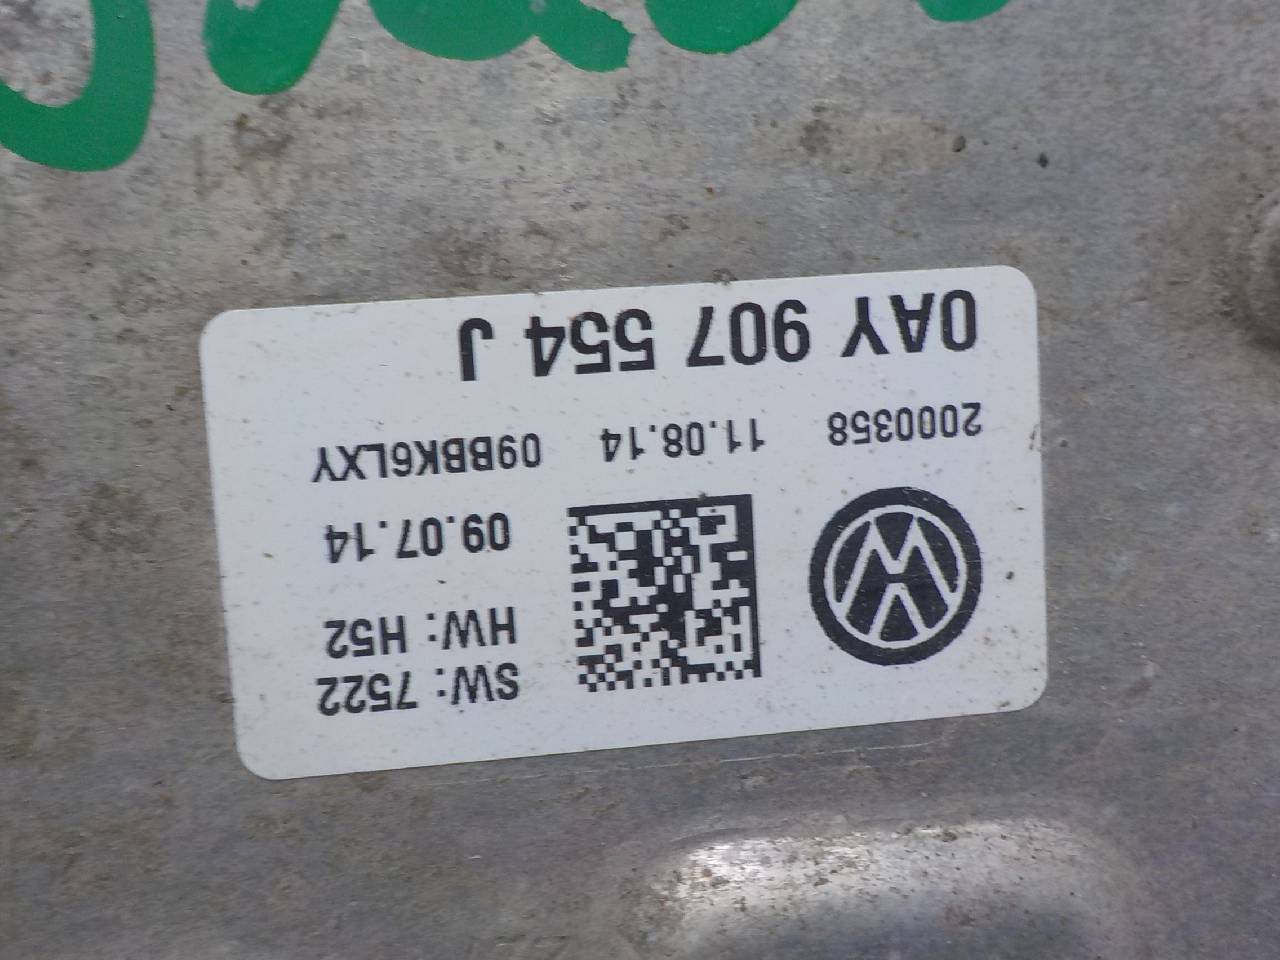 0AY 907 554 J
2000358 11.08.14 09BBK6LXY
09.07.14
HW: H52
SW: 7522